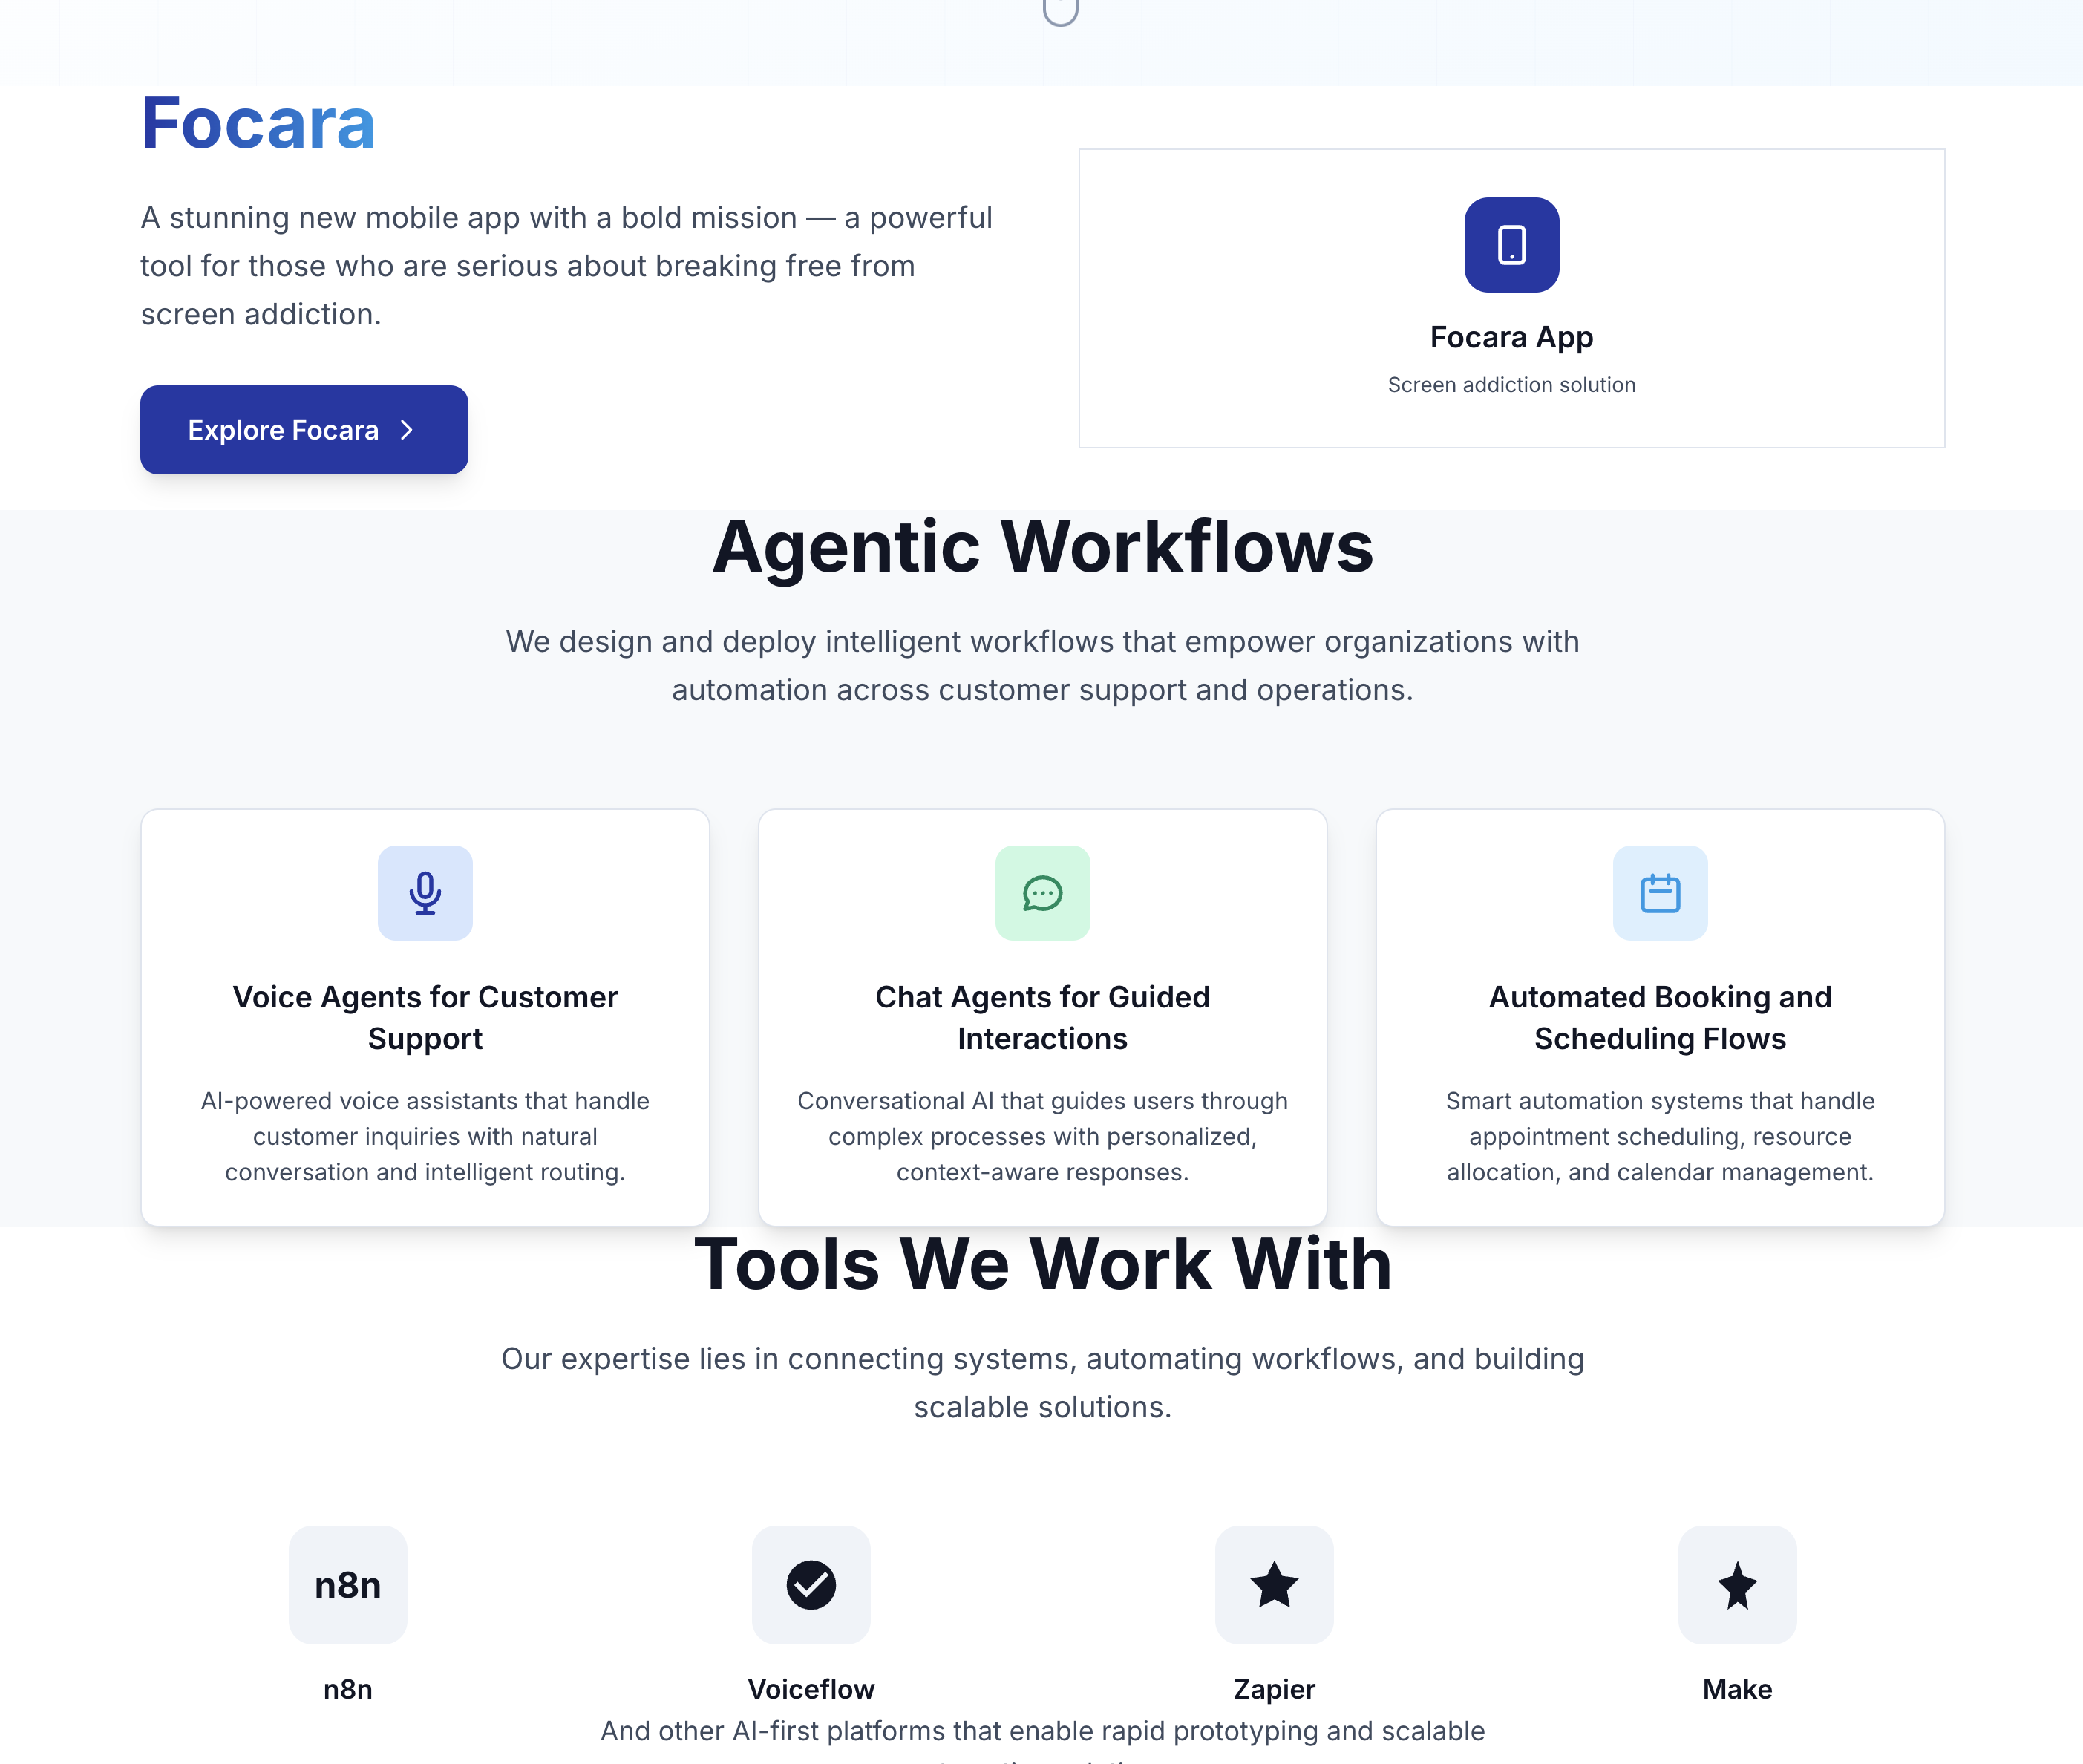 Focara
A stunning new mobile app with a bold mission — a powerful
tool for those who are serious about breaking free from
screen addiction.
Explore Focara
Focara App
Screen addiction solution
Agentic Workflows
We design and deploy intelligent workflows that empower organizations with
automation across customer support and operations.
Voice Agents for Customer
Support
AI-powered voice assistants that handle
customer inquiries with natural
conversation and intelligent routing.
Chat Agents for Guided
Interactions
Conversational AI that guides users through
complex processes with personalized,
context-aware responses.
Automated Booking and
Scheduling Flows
Smart automation systems that handle
appointment scheduling, resource
allocation, and calendar management.
Tools We Work With
Our expertise lies in connecting systems, automating workflows, and building
scalable solutions.
n8n
n8n
Voiceflow
Zapier
Make
And other AI-first platforms that enable rapid prototyping and scalable